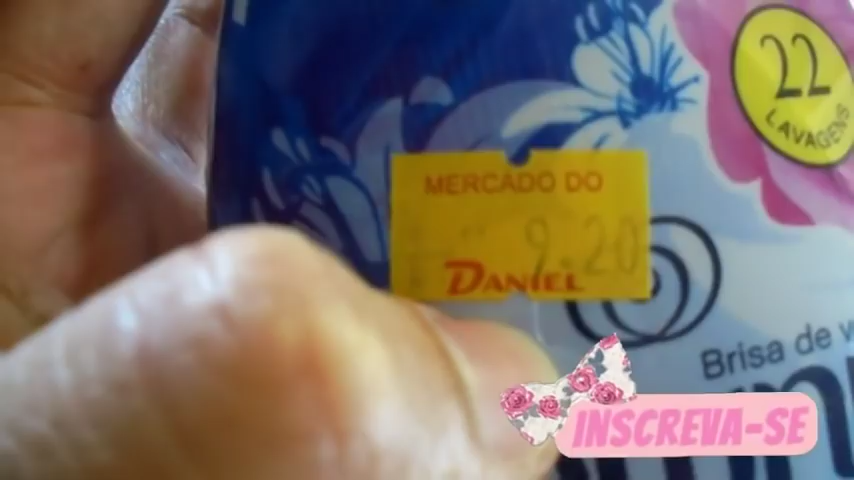 22
LAVAGENS
MERCADO DO
9.20
DANIEL
Brisa de
INSCREVA-SE